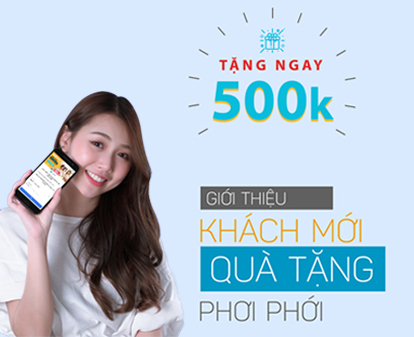 TẶNG NGAY
500k
GIỚI THIỆU
KHÁCH MỚI
QUÀ TẶNG
PHƠI PHỚI